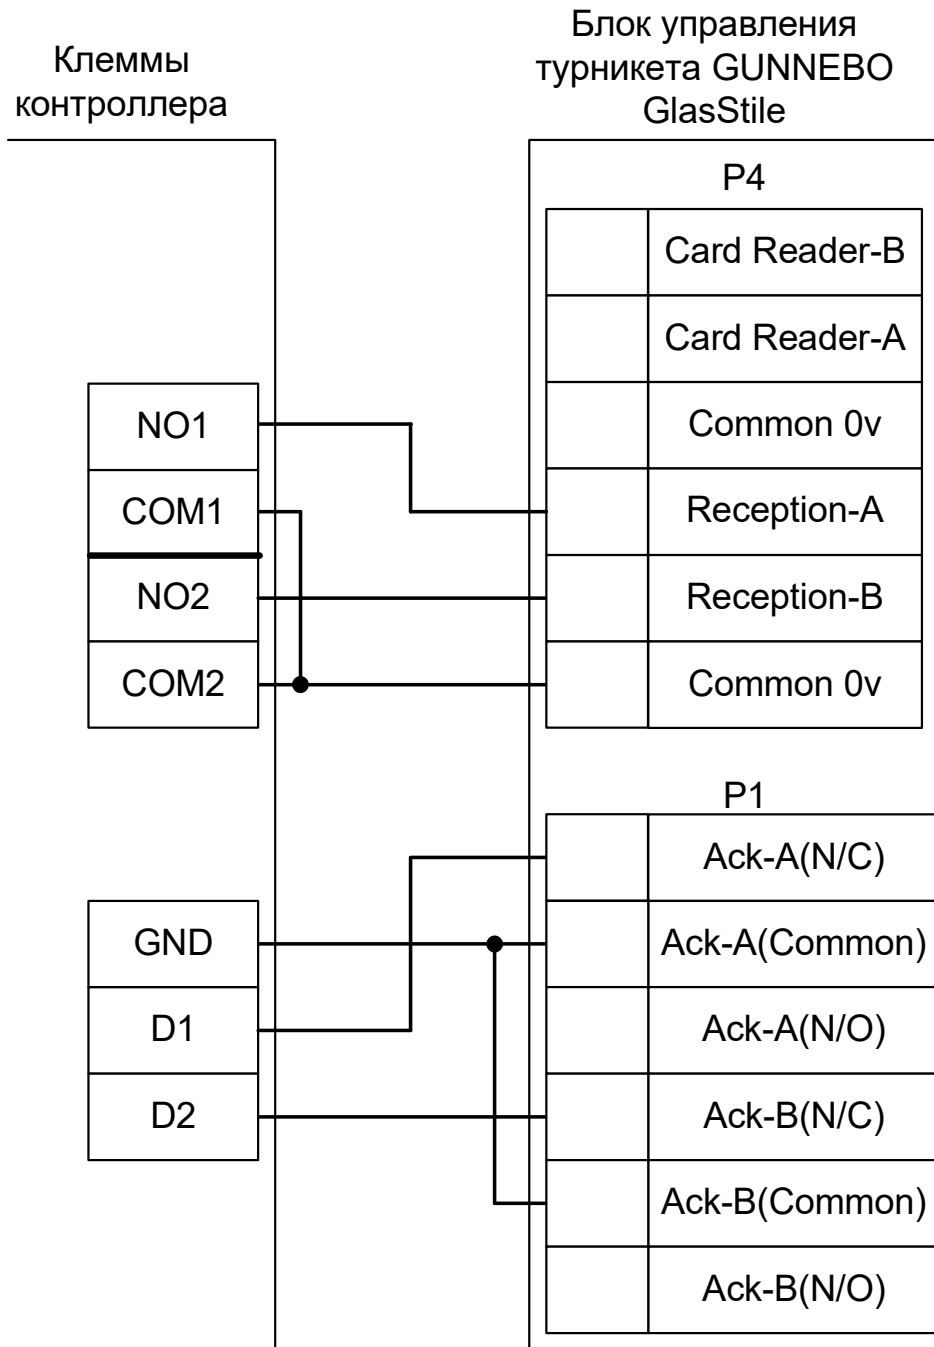 Клеммы
контроллера
Блок управления
турникета GUNNEBO
GlasStile
P4
Card Reader-B
Card Reader-A
Common 0v
Reception-A
Reception-B
Common 0v
NO1
COM1
NO2
COM2
P1
Ack-A(N/C)
Ack-A(Common)
Ack-A(N/O)
Ack-B(N/C)
Ack-B(Common)
Ack-B(N/O)
GND
D1
D2